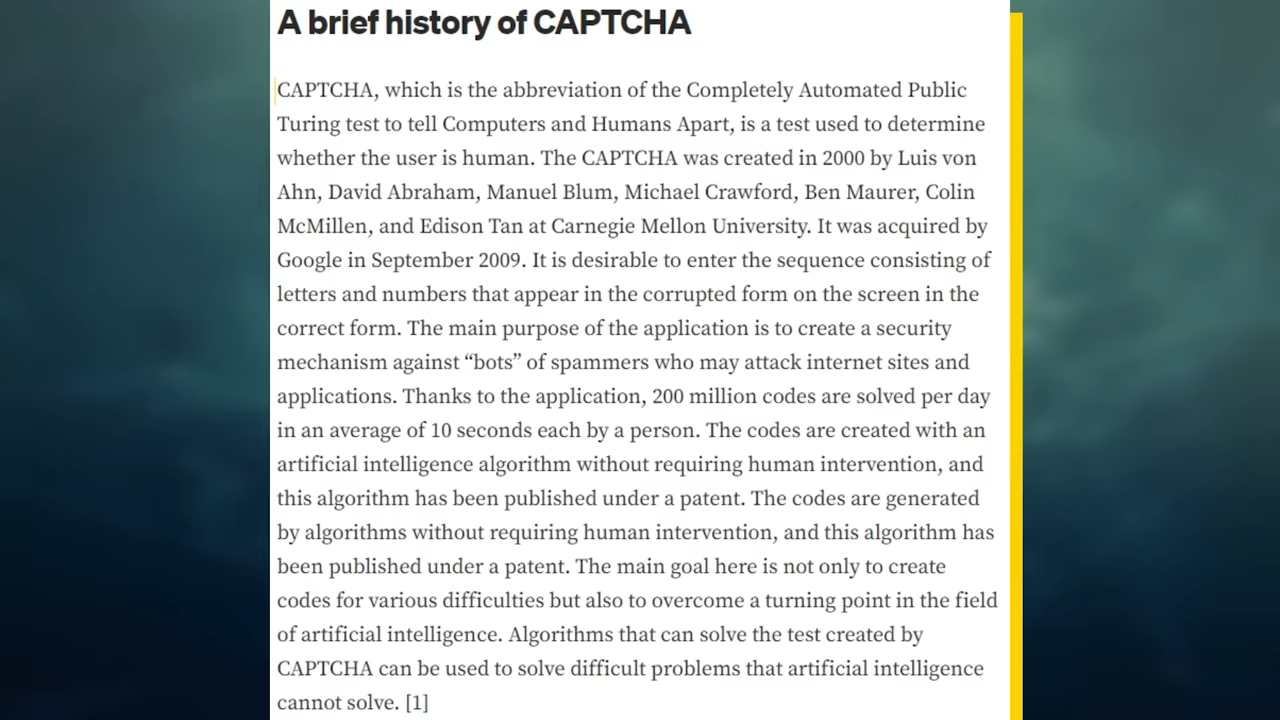 A brief history of CAPTCHA
CAPTCHA, which is the abbreviation of the Completely Automated Public
Turing test to tell Computers and Humans Apart, is a test used to determine
whether the user is human. The CAPTCHA was created in 2000 by Luis von
Ahn, David Abraham, Manuel Blum, Michael Crawford, Ben Maurer, Colin
McMillen, and Edison Tan at Carnegie Mellon University. It was acquired by
Google in September 2009. It is desirable to enter the sequence consisting of
letters and numbers that appear in the corrupted form on the screen in the
correct form. The main purpose of the application is to create a security
mechanism against “bots” of spammers who may attack internet sites and
applications. Thanks to the application, 200 million codes are solved per day
in an average of 10 seconds each by a person. The codes are created with an
artificial intelligence algorithm without requiring human intervention, and
this algorithm has been published under a patent. The codes are generated
by algorithms without requiring human intervention, and this algorithm has
been published under a patent. The main goal here is not only to create
codes for various difficulties but also to overcome a turning point in the field
of artificial intelligence. Algorithms that can solve the test created by
CAPTCHA can be used to solve difficult problems that artificial intelligence
cannot solve. [1]